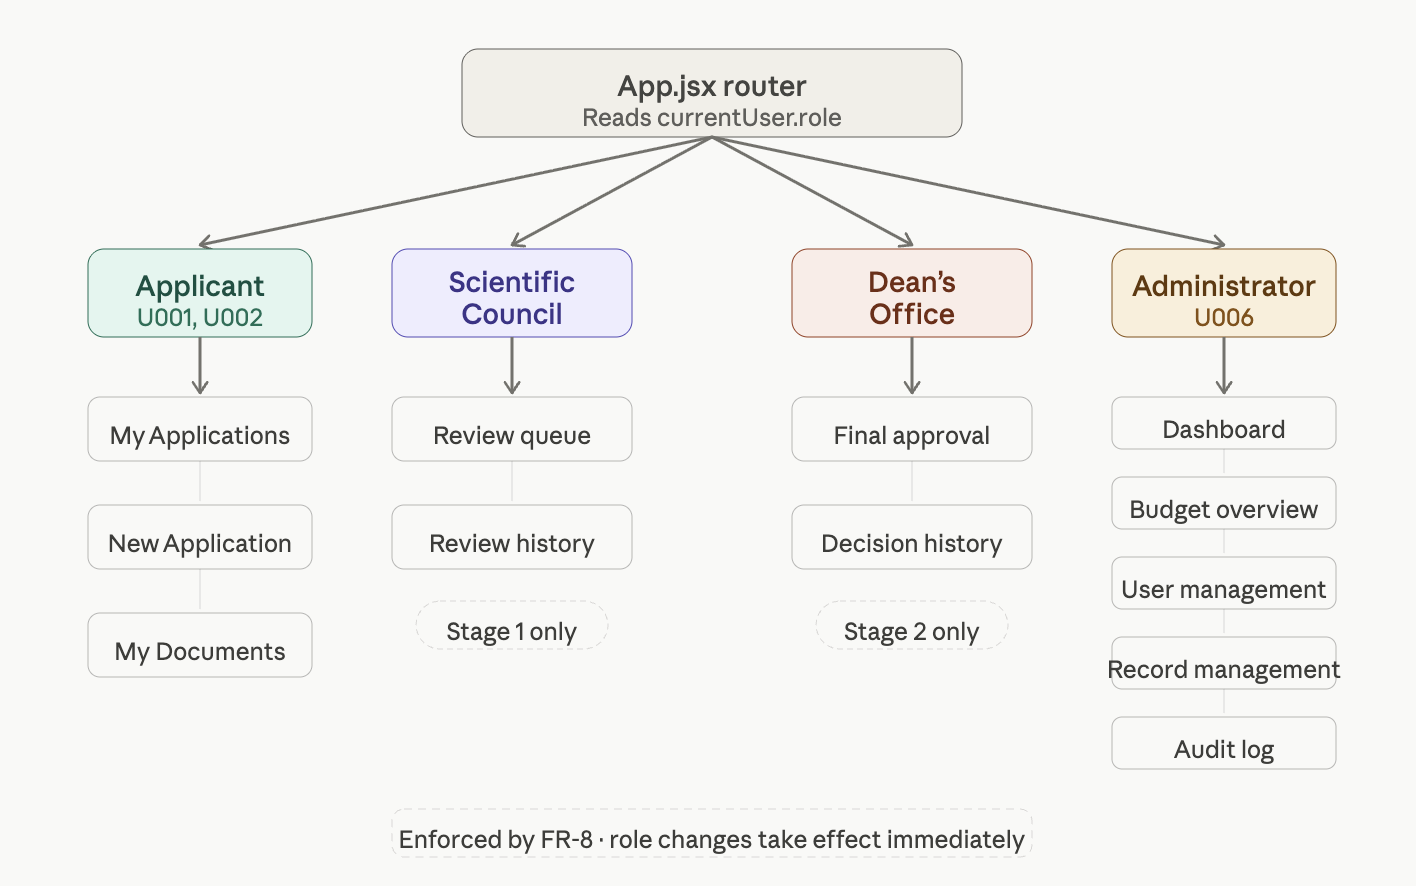 App.jsx router
Reads currentUser.role
Applicant
U001, U002
Scientific
Council
Dean’s
Office
Administrator
U006
My Applications
New Application
My Documents
Review queue
Review history
Stage 1 only
Final approval
Decision history
Stage 2 only
Dashboard
Budget overview
User management
Record management
Audit log
Enforced by FR-8 · role changes take effect immediately